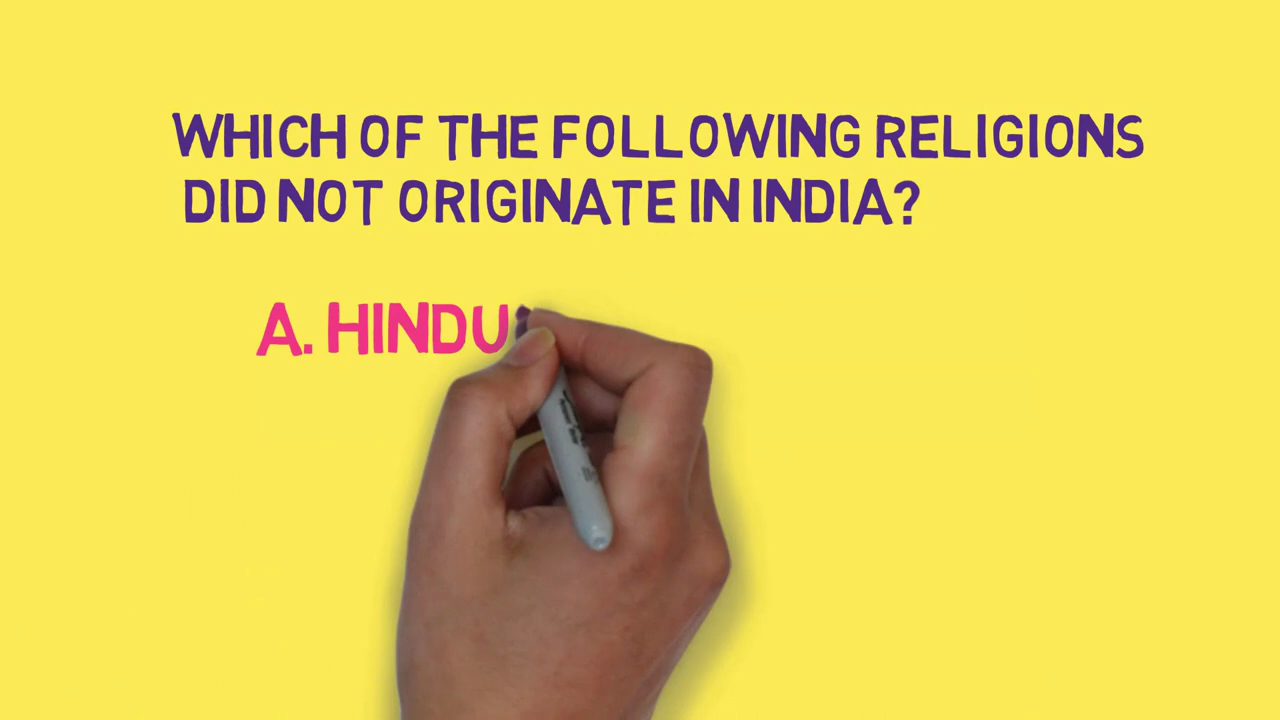 WHICH OF THE FOLLOWING RELIGIONS
DID NOT ORIGINATE IN INDIA?
A. HINDU